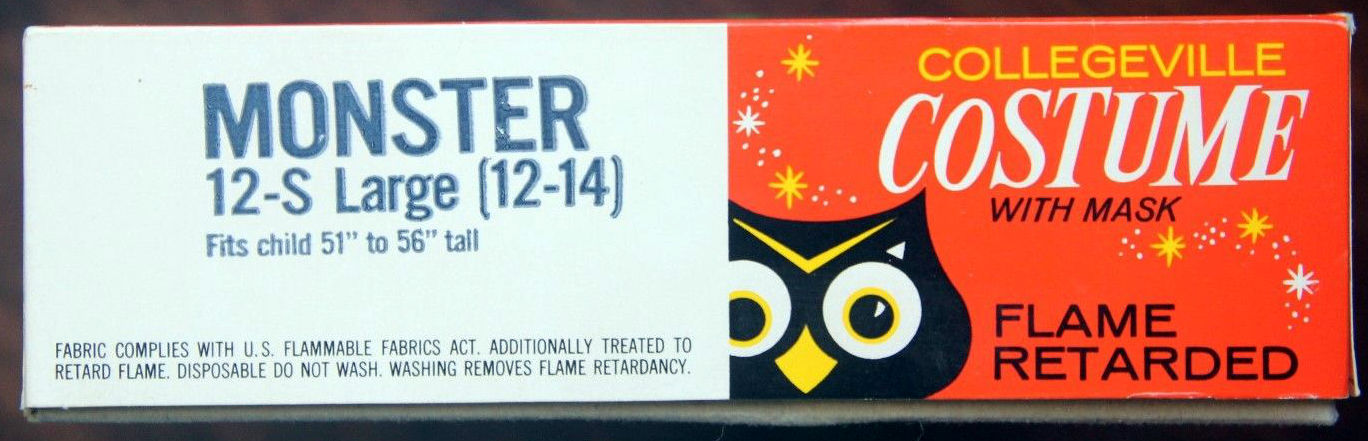 MONSTER
12-S Large (12-14)
Fits child 51" to 56" tall
FABRIC COMPLIES WITH U.S. FLAMMABLE FABRICS ACT. ADDITIONALLY TREATED TO
RETARD FLAME. DISPOSABLE DO NOT WASH. WASHING REMOVES FLAME RETARDANCY.
COLLEGEVILLE
COSTUME
WITH MASK
FLAME
RETARDED